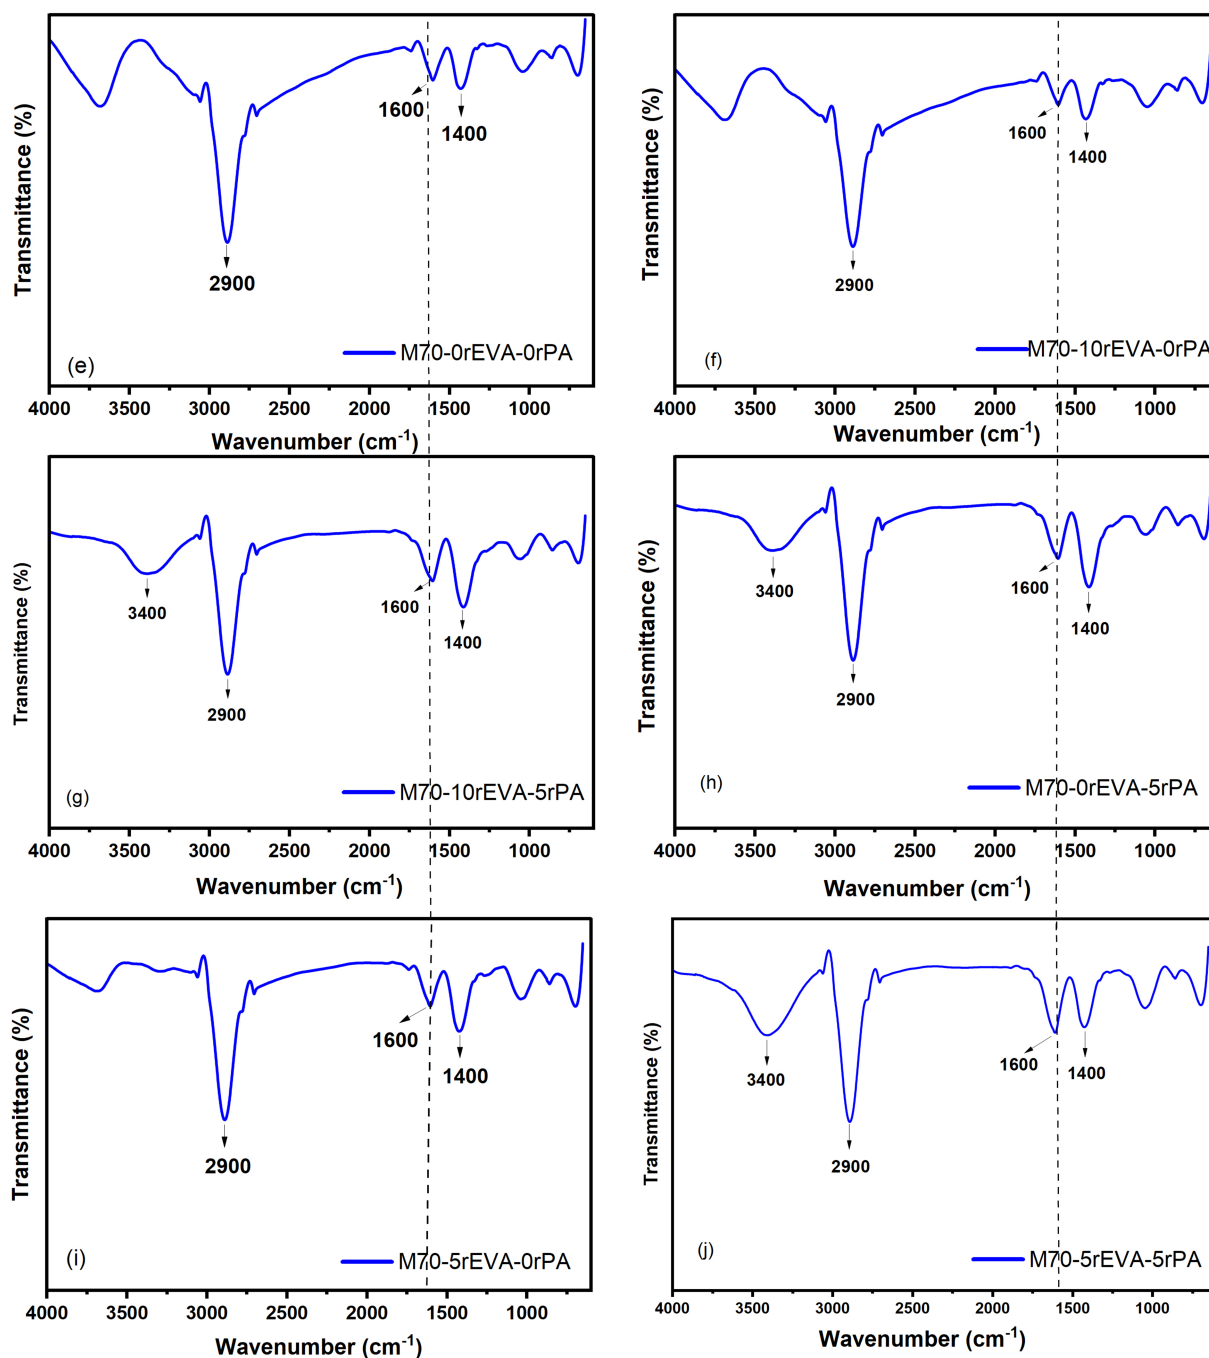 Transmittance (%)
1600
1400
2900
M70-0rEVA-0rPA
(e)
4000 3500 3000 2500 2000 1500 1000
Wavenumber (cm-1)
Transmittance (%)
1600
1400
2900
M70-10rEVA-0rPA
(f)
4000 3500 3000 2500 2000 1500 1000
Wavenumber (cm-1)
Transmittance (%)
3400
1600
1400
2900
M70-10rEVA-5rPA
(g)
4000 3500 3000 2500 2000 1500 1000
Wavenumber (cm-1)
Transmittance (%)
3400
1600
1400
2900
M70-0rEVA-5rPA
(h)
4000 3500 3000 2500 2000 1500 1000
Wavenumber (cm-1)
Transmittance (%)
1600
1400
2900
M70-5rEVA-0rPA
(i)
4000 3500 3000 2500 2000 1500 1000
Wavenumber (cm-1)
Transmittance (%)
3400
1600
1400
2900
M70-5rEVA-5rPA
(j)
4000 3500 3000 2500 2000 1500 1000
Wavenumber (cm-1)